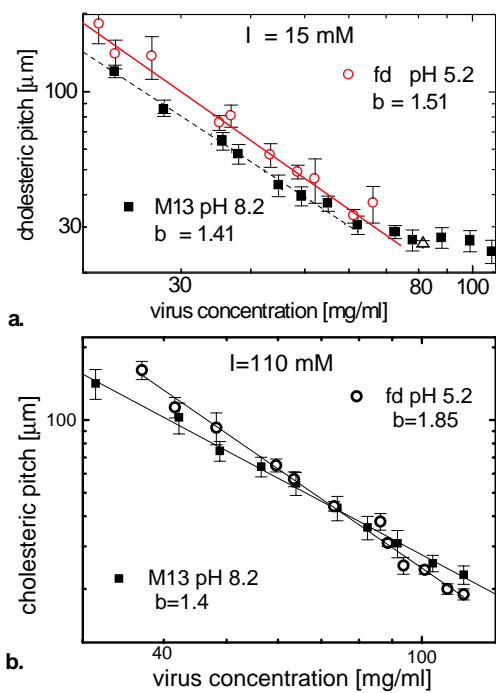 I = 15 mM
fd pH 5.2
b = 1.51
100
30
cholesteric pitch [μm]
M13 pH 8.2
b = 1.41
30
60
80
100
virus concentration [mg/ml]
a.
I=110 mM
fd pH 5.2
b=1.85
100
cholesteric pitch [μm]
M13 pH 8.2
b=1.4
40
100
virus concentration [mg/ml]
b.